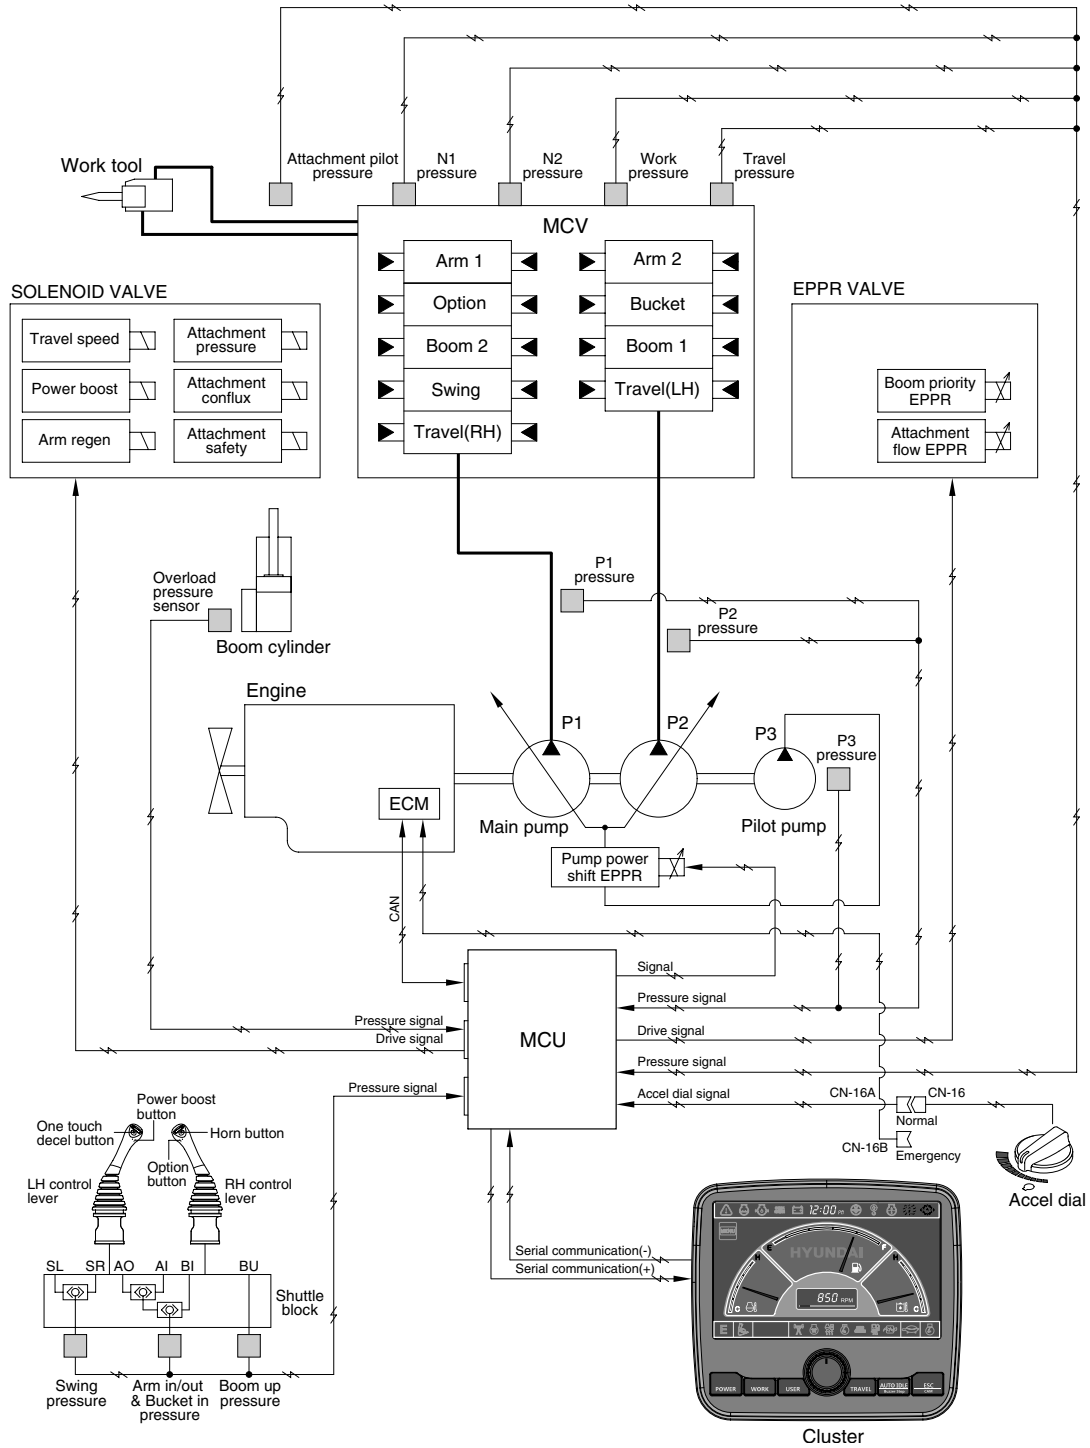 Attachment pilot
pressure
N1
pressure
N2
pressure
Work
pressure
Travel
pressure
Work tool
MCV
Arm 1
Arm 2
Option
Bucket
Boom 2
Boom 1
Swing
Travel(LH)
Travel(RH)
SOLENOID VALVE
Travel speed
Attachment
pressure
Power boost
Attachment
conflux
Arm regen
Attachment
safety
EPPR VALVE
Boom priority
EPPR
Attachment
flow EPPR
Overload
pressure
sensor
Boom cylinder
P1
pressure
P2
pressure
Engine
P1
P2
P3
P3
pressure
ECM
Main pump
Pilot pump
Pump power
shift EPPR
CAN
MCU
Signal
Pressure signal
Drive signal
Pressure signal
Accel dial signal
Pressure signal
Drive signal
Pressure signal
CN-16A
CN-16
Normal
CN-16B
Emergency
Accel dial
Power boost
button
One touch
decel button
Horn button
Option
button
LH control
lever
RH control
lever
SL
SR
AO
AI
BI
BU
Shuttle
block
Swing
pressure
Arm in/out
& Bucket in
pressure
Boom up
pressure
Serial communication(-)
Serial communication(+)
12:00
MENU
HYUNDAI
E
F
H
C
H
C
850 RPM
E
POWER
WORK
USER
TRAVEL
AUTO IDLE
Buzzer Stop
ESC
CAM
Cluster